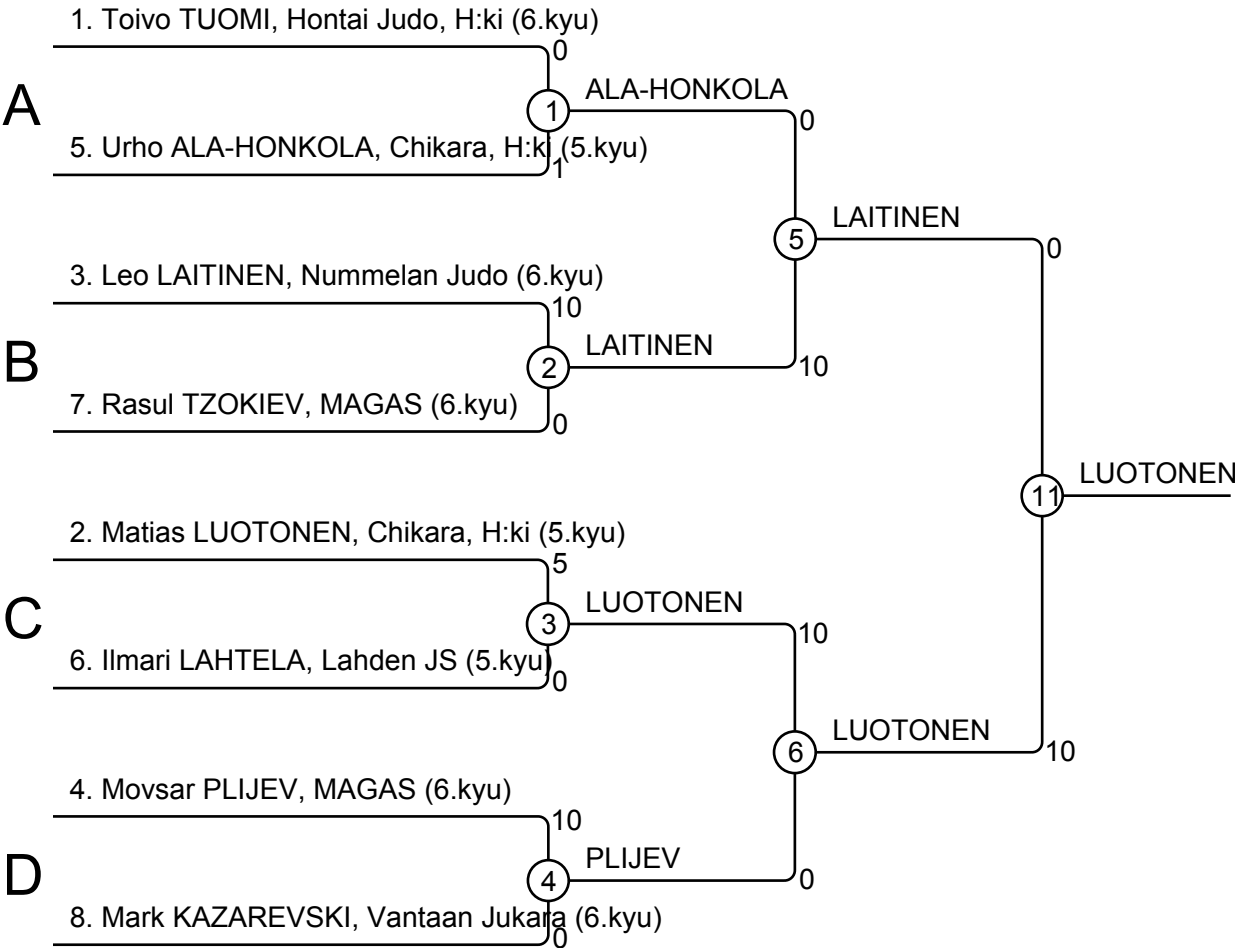 1. Toivo TUOMI, Hontai Judo, H:ki (6.kyu)
0
A
1
ALA-HONKOLA
0
5. Urho ALA-HONKOLA, Chikara, H:ki (5.kyu)
1
5
LAITINEN
0
3. Leo LAITINEN, Nummelan Judo (6.kyu)
10
B
2
LAITINEN
10
7. Rasul TZOKIEV, MAGAS (6.kyu)
0
11
LUOTONEN
2. Matias LUOTONEN, Chikara, H:ki (5.kyu)
5
C
3
LUOTONEN
10
6. Ilmari LAHTELA, Lahden JS (5.kyu)
0
6
LUOTONEN
10
4. Movsar PLIJEV, MAGAS (6.kyu)
10
D
4
PLIJEV
0
8. Mark KAZAREVSKI, Vantaan Jukara (6.kyu)
0